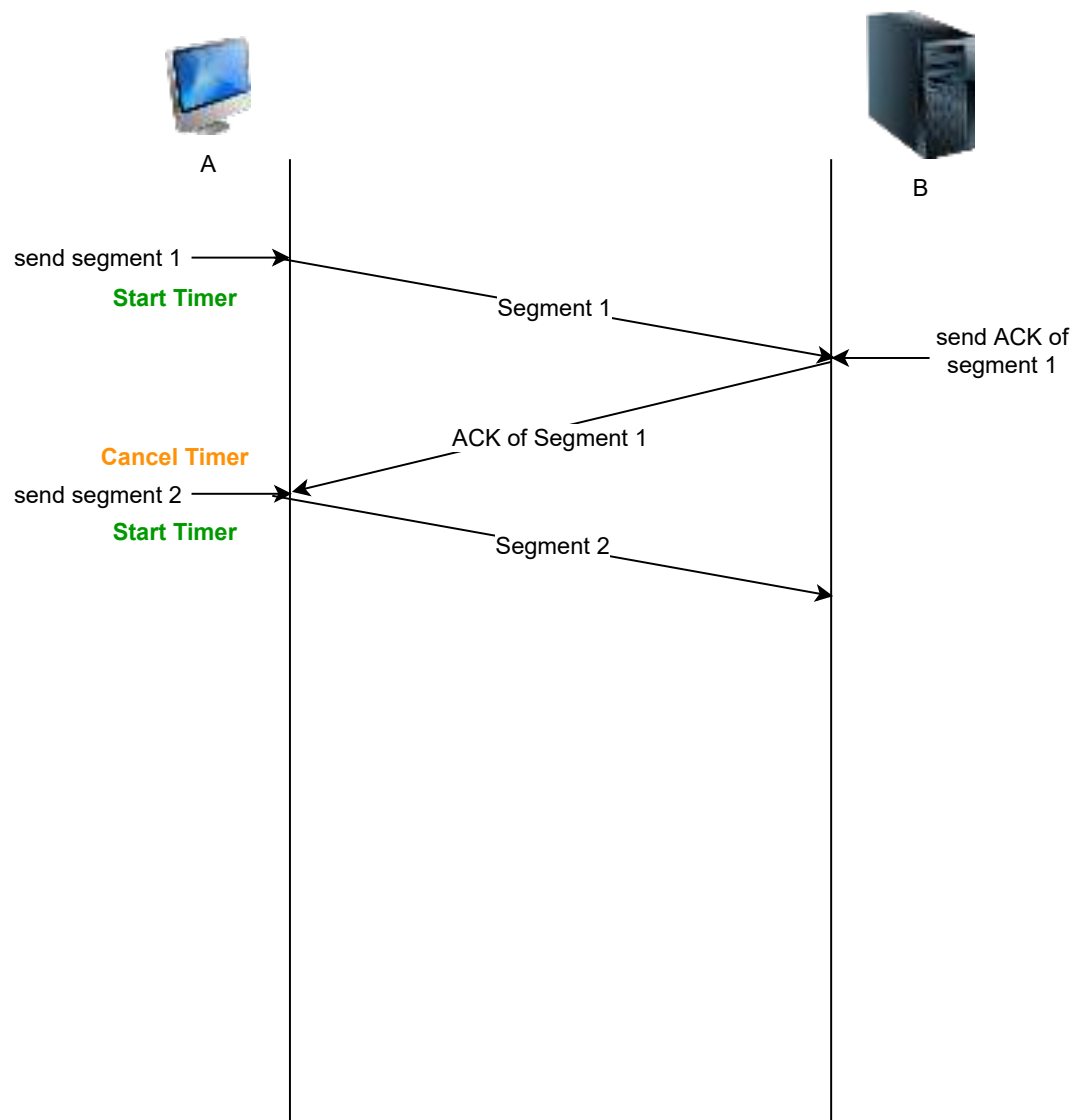 A
B
send segment 1
Start Timer
Segment 1
send ACK of
segment 1
ACK of Segment 1
Cancel Timer
send segment 2
Start Timer
Segment 2